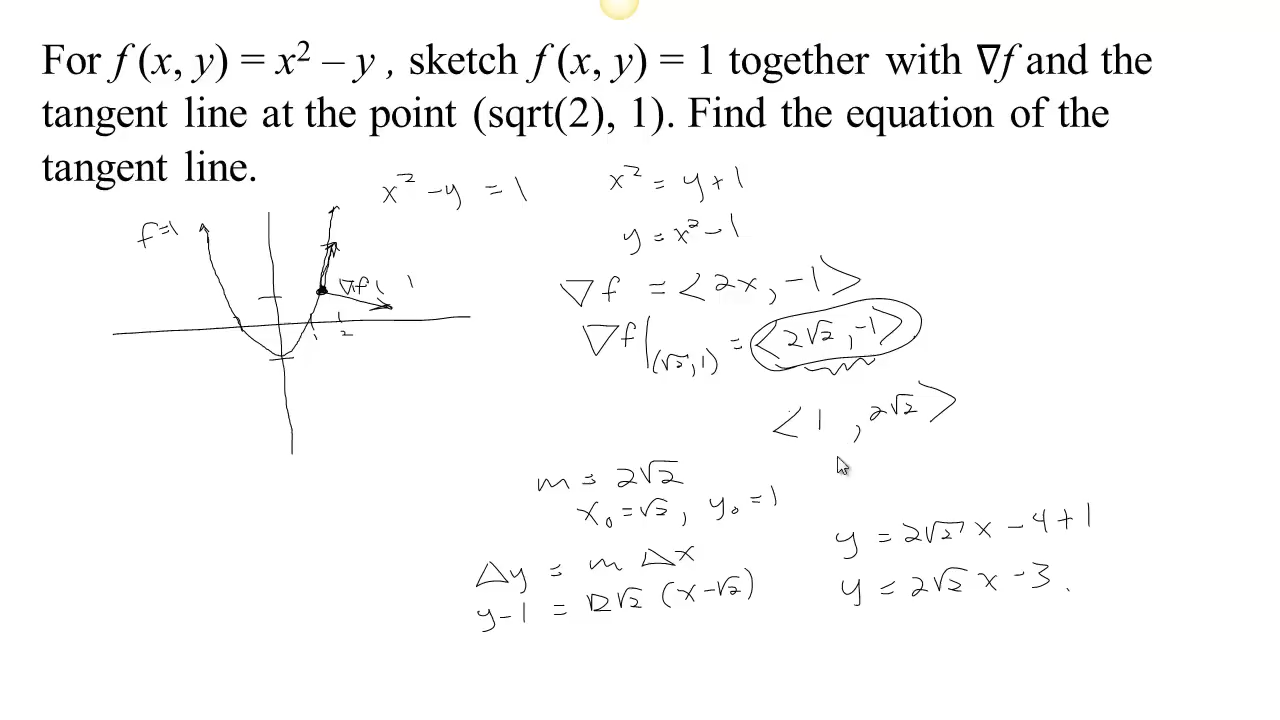 For f (x, y) = x² – y , sketch f (x, y) = 1 together with ∇f and the
tangent line at the point (sqrt(2), 1). Find the equation of the
tangent line.
x² - y = 1
x² = y + 1
y = x² - 1
f=1
∇f
1
2
∇f = <2x, -1>
∇f|(√2, 1) = <2√2, -1>
<1, 2√2>
m = 2√2
x₀ = √2, y₀ = 1
Δy = m Δx
y - 1 = 2√2 (x - √2)
y = 2√2 x - 4 + 1
y = 2√2 x - 3.